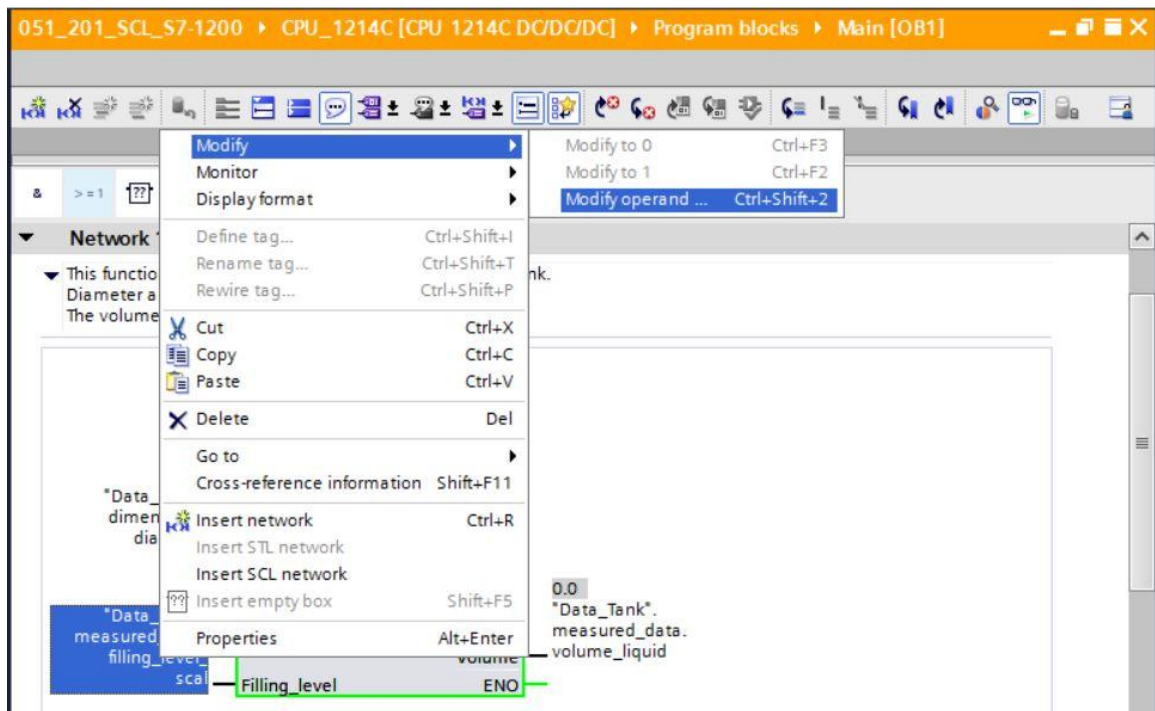 051_201_SCL_S7-1200 ▸ CPU_1214C [CPU 1214C DC/DC/DC] ▸ Program blocks ▸ Main [OB1]
Modify
Modify to 0 Ctrl+F3
Monitor
Modify to 1 Ctrl+F2
Display format
Modify operand ... Ctrl+Shift+2
& >=1 ??
Define tag... Ctrl+Shift+I
Network
Rename tag... Ctrl+Shift+T
This functio nk.
Rewire tag... Ctrl+Shift+P
Diameter a
The volume
Cut Ctrl+X
Copy Ctrl+C
Paste Ctrl+V
Delete Del
Go to
Cross-reference information Shift+F11
Insert network Ctrl+R
Insert STL network
Insert SCL network
?? Insert empty box Shift+F5
Properties Alt+Enter
"Data_
dimen
dia
"Data_
measured
filling_level_
scal
0.0
"Data_Tank".
measured_data.
volume_liquid
Volume
Filling_level ENO